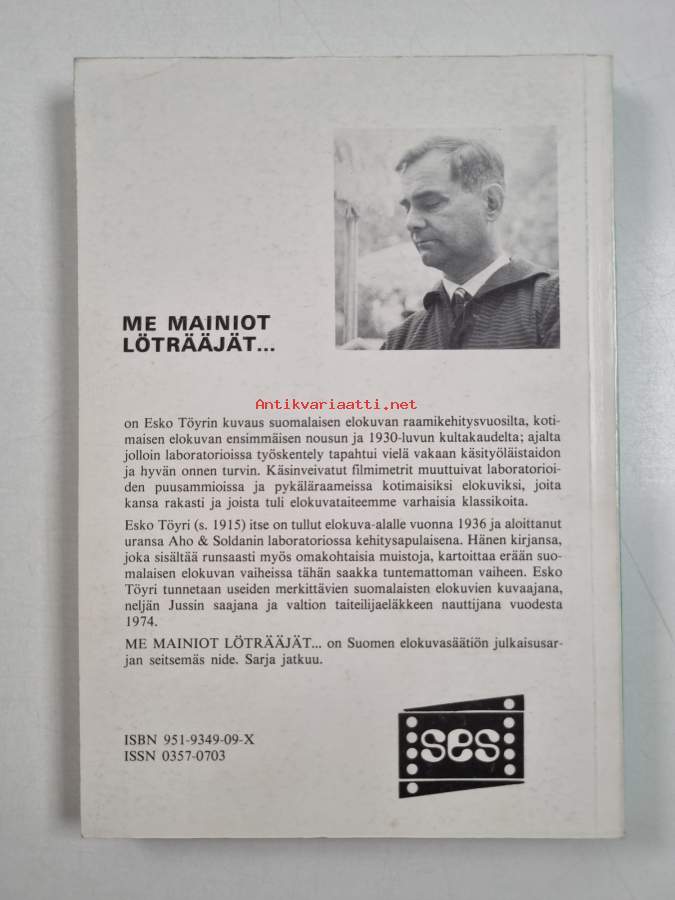 ME MAINIOT
LÖTRÄÄJÄT...
Antikvariaatti.net
on Esko Töyrin kuvaus suomalaisen elokuvan raamikehitysvuosilta, koti-
maisen elokuvan ensimmäisen nousun ja 1930-luvun kultakaudelta; ajalta
jolloin laboratorioissa työskentely tapahtui vielä vakaan käsityöläistaidon
ja hyvän onnen turvin. Käsinveivatut filmimetrit muuttuivat laboratorioi-
den puusammioissa ja pykäläraameissa kotimaisiksi elokuviksi, joita
kansa rakasti ja joista tuli elokuvataiteemme varhaisia klassikoita.
Esko Töyri (s. 1915) itse on tullut elokuva-alalle vuonna 1936 ja aloittanut
uransa Aho & Soldanin laboratoriossa kehitysapulaisena. Hänen kirjansa,
joka sisältää runsaasti myös omakohtaisia muistoja, kartoittaa erään suo-
malaisen elokuvan vaiheissa tähän saakka tuntemattoman vaiheen. Esko
Töyri tunnetaan useiden merkittävien suomalaisten elokuvien kuvaajana,
neljän Jussin saajana ja valtion taiteilijaeläkkeen nauttijana vuodesta
1974.
ME MAINIOT LÖTRÄÄJÄT... on Suomen elokuvasäätiön julkaisusar-
jan seitsemäs nide. Sarja jatkuu.
ISBN 951-9349-09-X
ISSN 0357-0703
ses